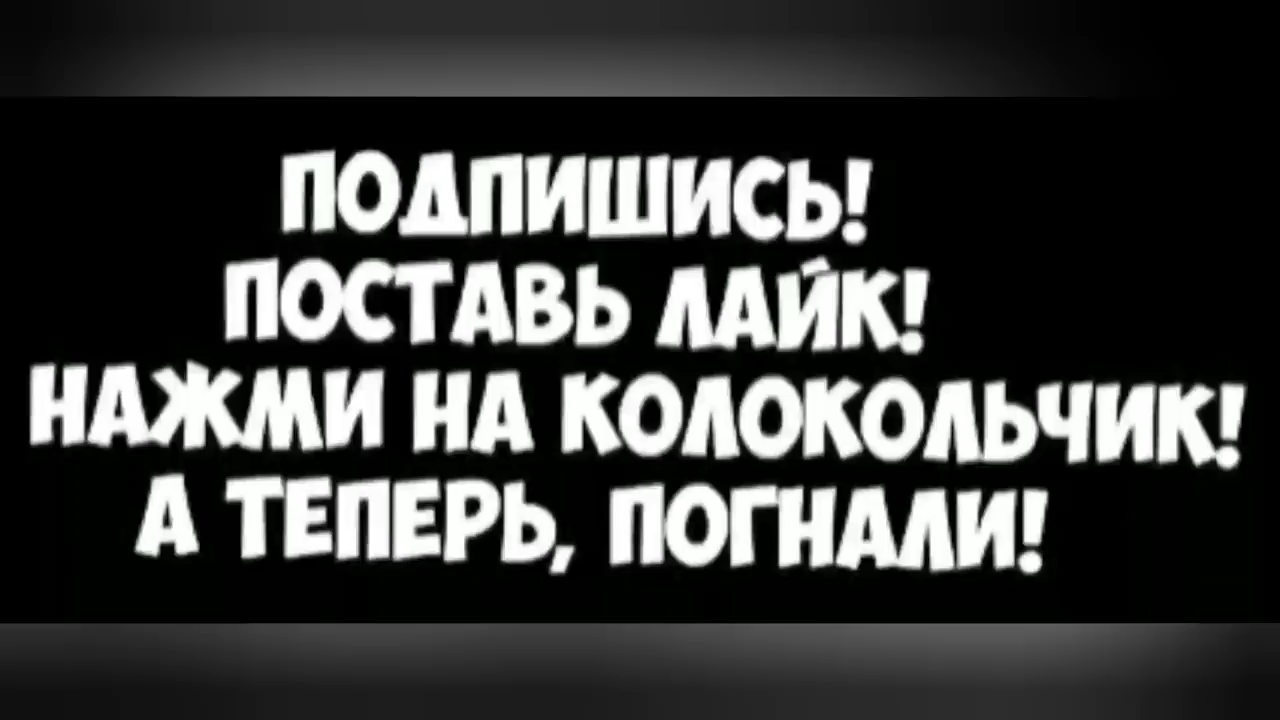 ПОДПИШИСЬ!
ПОСТАВЬ ЛАЙК!
НАЖМИ НА КОЛОКОЛЬЧИК!
А ТЕПЕРЬ, ПОГНАЛИ!